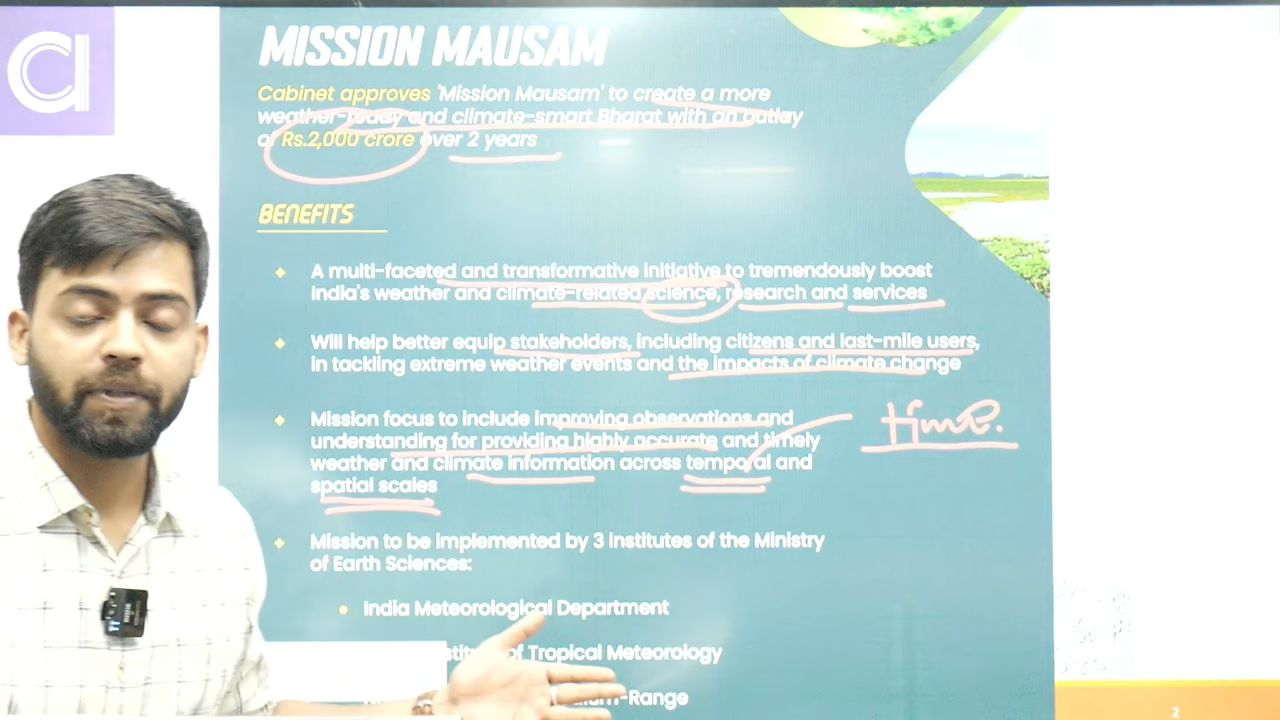 MISSION MAUSAM
Cabinet approves 'Mission Mausam' to create a more
weather-ready and climate-smart Bharat with an outlay
of Rs.2,000 crore over 2 years
BENEFITS
A multi-faceted and transformative initiative to tremendously boost
India's weather and climate-related science, research and services
Will help better equip stakeholders, including citizens and last-mile users,
in tackling extreme weather events and the impacts of climate change
Mission focus to include improving observations and
understanding for providing highly accurate and timely
weather and climate information across temporal and
spatial scales
Time.
Mission to be implemented by 3 institutes of the Ministry
of Earth Sciences:
India Meteorological Department
of Tropical Meteorology
-Range
2